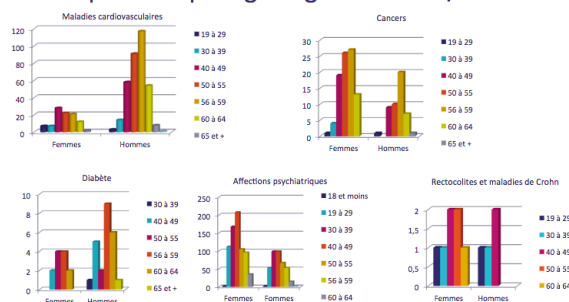 Maladies cardiovasculaires
120
100
80
60
40
20
0
Femmes Hommes
19 à 29
30 à 39
40 à 49
50 à 55
56 à 59
60 à 64
65 et +
Cancers
30
25
20
15
10
5
0
Femmes Hommes
19 à 29
30 à 39
40 à 49
50 à 55
56 à 59
60 à 64
65 et +
Diabète
10
8
6
4
2
0
Femmes Hommes
30 à 39
40 à 49
50 à 55
56 à 59
60 à 64
65 et +
Affections psychiatriques
250
200
150
100
50
0
Femmes Hommes
18 et moins
19 à 29
30 à 39
40 à 49
50 à 55
56 à 59
60 à 64
Rectocolites et maladies de Crohn
2
1,5
1
0,5
0
Femmes Hommes
19 à 29
30 à 39
40 à 49
50 à 55
60 à 64